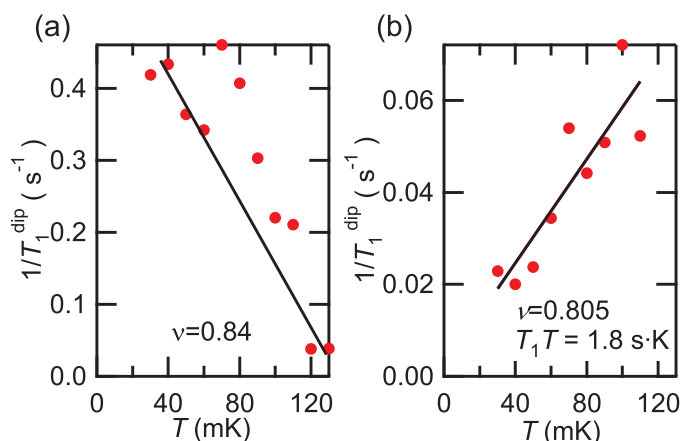 (a)
(b)
1/T₁ᵈⁱᵖ ( s⁻¹)
0.4
0.3
0.2
0.1
0.0
0 40 80 120
T (mK)
ν=0.84
1/T₁ᵈⁱᵖ ( s⁻¹)
0.06
0.04
0.02
0.00
0 40 80 120
T (mK)
ν=0.805
T₁T = 1.8 s·K